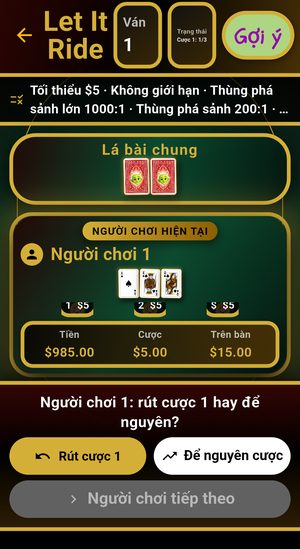 Let It
Ride
Ván
1
Trạng thái
Cược 1: 1/3
Gợi ý
Tối thiểu $5 · Không giới hạn · Thùng phá
sảnh lớn 1000:1 · Thùng phá sảnh 200:1 · ...
Lá bài chung
NGƯỜI CHƠI HIỆN TẠI
Người chơi 1
1 $5
2 $5
$ $5
Tiền
Cược
Trên bàn
$985.00
$5.00
$15.00
Người chơi 1: rút cược 1 hay để
nguyên?
Rút cược 1
Để nguyên cược
Người chơi tiếp theo